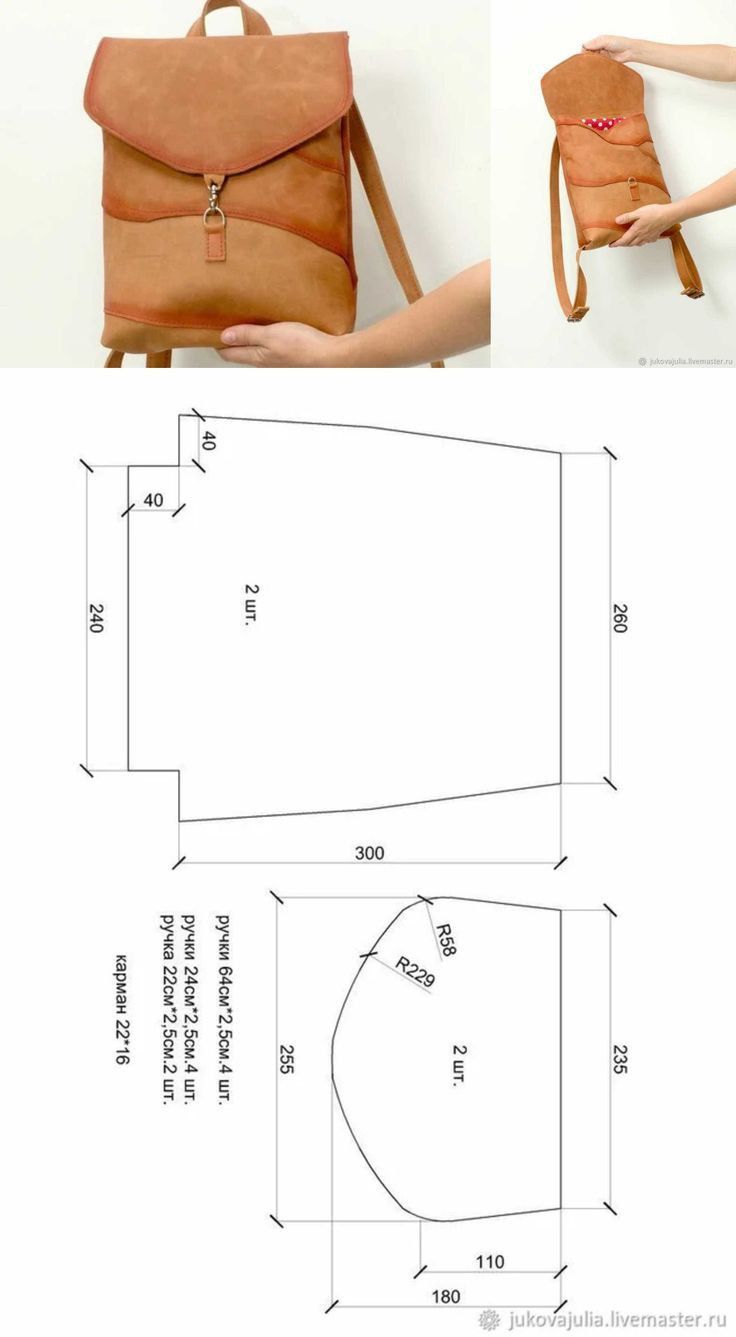 jukovajulia.livemaster.ru
40
40
2 шт.
240
260
300
R58
R229
ручки 64см*2,5см.4 шт.
ручки 24см*2,5см.4 шт.
ручка 22см*2,5см.2 шт.
карман 22*16
255
2 шт.
235
110
180
jukovajulia.livemaster.ru